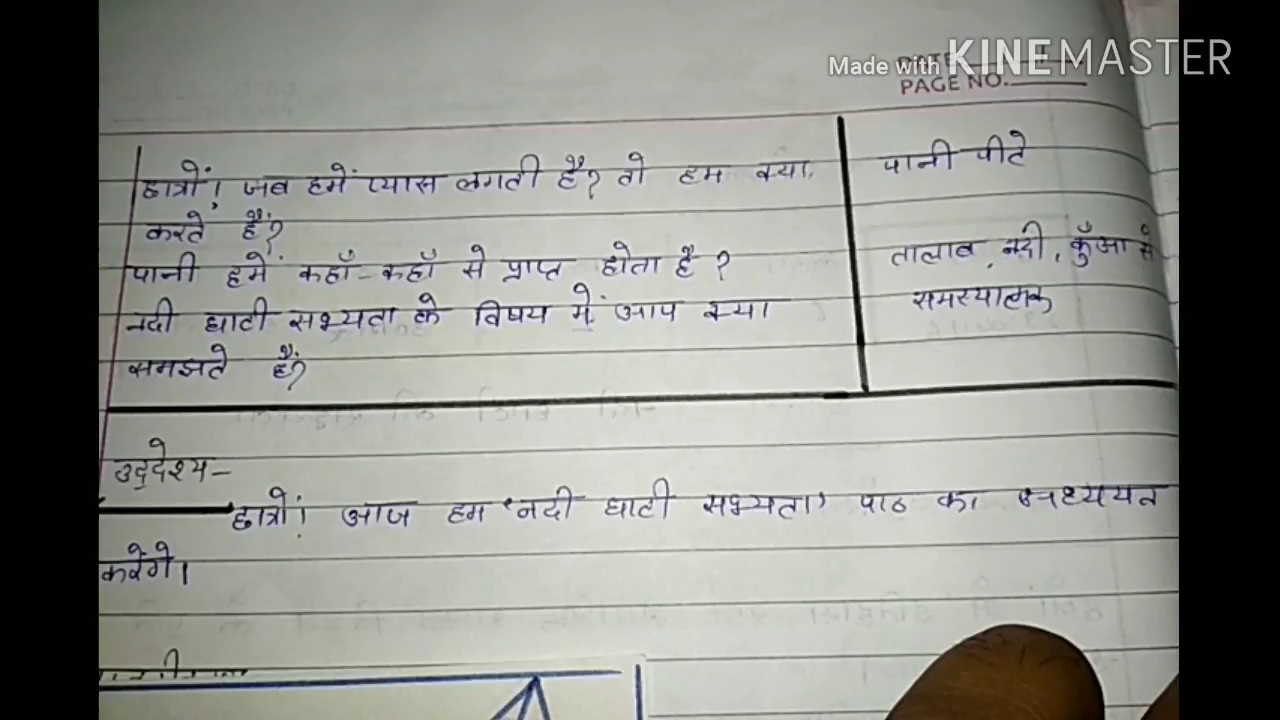 Made with KINEMASTER
DATE
PAGE NO.
छात्रों! जब हमें प्यास लगती है? तो हम क्या
करते हैं?
पानी हमें कहाँ-कहाँ से प्राप्त होता है?
नदी घाटी सभ्यता के विषय में आप क्या
समझते हैं?
पानी पीते
तालाब, नदी, कुँआ से
समस्यात्मक
उद्देश्य-
छात्रों! आज हम 'नदी घाटी सभ्यता' पाठ का अध्ययन
करेंगे।